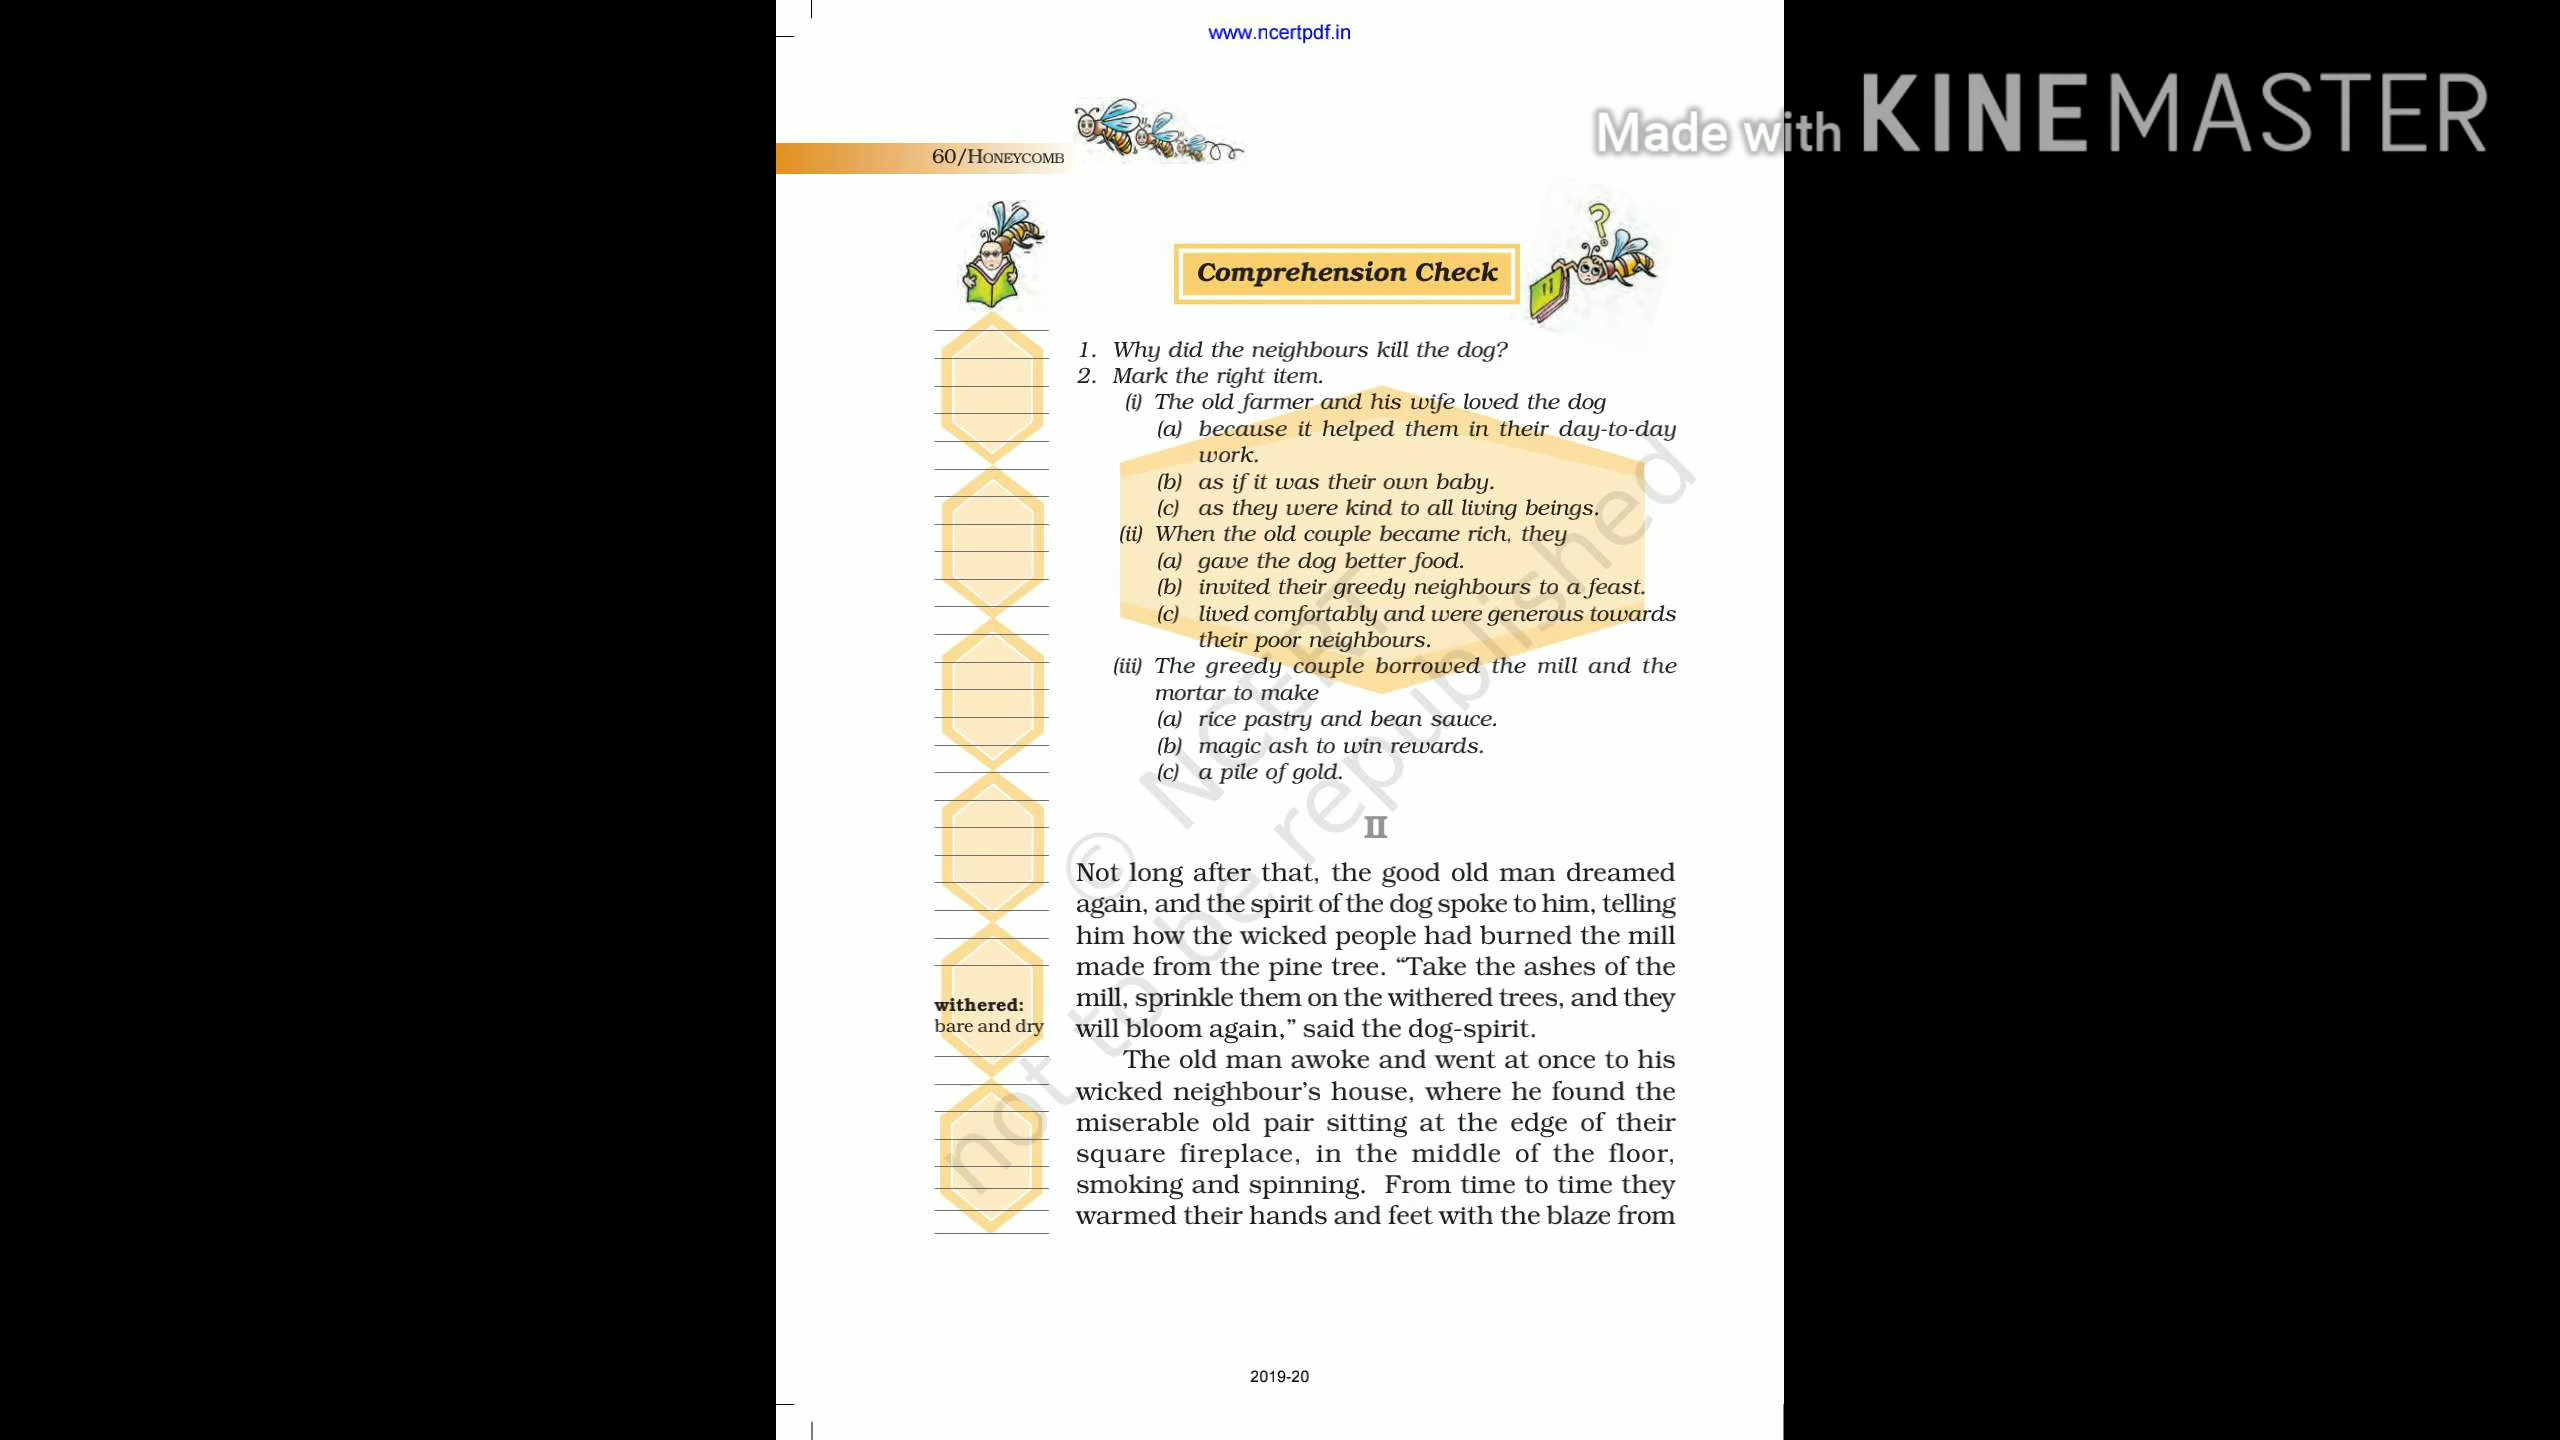 www.ncertpdf.in
Made with KINEMASTER
60/HONEYCOMB
Comprehension Check
1. Why did the neighbours kill the dog?
2. Mark the right item.
(i) The old farmer and his wife loved the dog
(a) because it helped them in their day-to-day
work.
(b) as if it was their own baby.
(c) as they were kind to all living beings.
(ii) When the old couple became rich, they
(a) gave the dog better food.
(b) invited their greedy neighbours to a feast.
(c) lived comfortably and were generous towards
their poor neighbours.
(iii) The greedy couple borrowed the mill and the
mortar to make
(a) rice pastry and bean sauce.
(b) magic ash to win rewards.
(c) a pile of gold.
© NCERT
not to be republished
II
Not long after that, the good old man dreamed
again, and the spirit of the dog spoke to him, telling
him how the wicked people had burned the mill
made from the pine tree. “Take the ashes of the
mill, sprinkle them on the withered trees, and they
will bloom again,” said the dog-spirit.
withered:
bare and dry
The old man awoke and went at once to his
wicked neighbour’s house, where he found the
miserable old pair sitting at the edge of their
square fireplace, in the middle of the floor,
smoking and spinning. From time to time they
warmed their hands and feet with the blaze from
2019-20